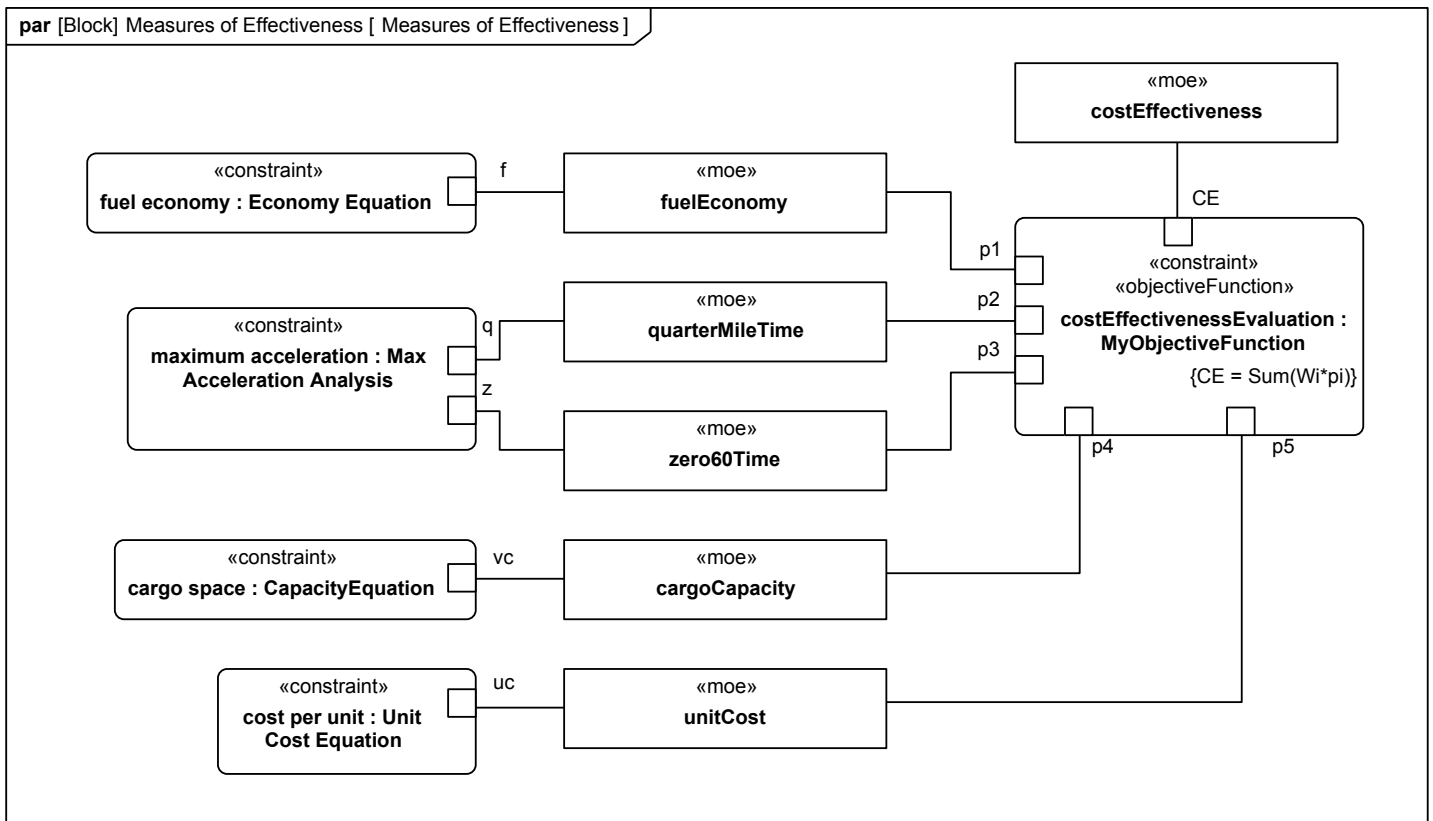 par [Block] Measures of Effectiveness [ Measures of Effectiveness ]
«moe»
costEffectiveness
CE
«constraint»
fuel economy : Economy Equation
f
«moe»
fuelEconomy
p1
«constraint»
«objectiveFunction»
costEffectivenessEvaluation :
MyObjectiveFunction
{CE = Sum(Wi*pi)}
«constraint»
maximum acceleration : Max
Acceleration Analysis
q
«moe»
quarterMileTime
p2
z
«moe»
zero60Time
p3
«constraint»
cargo space : CapacityEquation
vc
«moe»
cargoCapacity
p4
«constraint»
cost per unit : Unit
Cost Equation
uc
«moe»
unitCost
p5